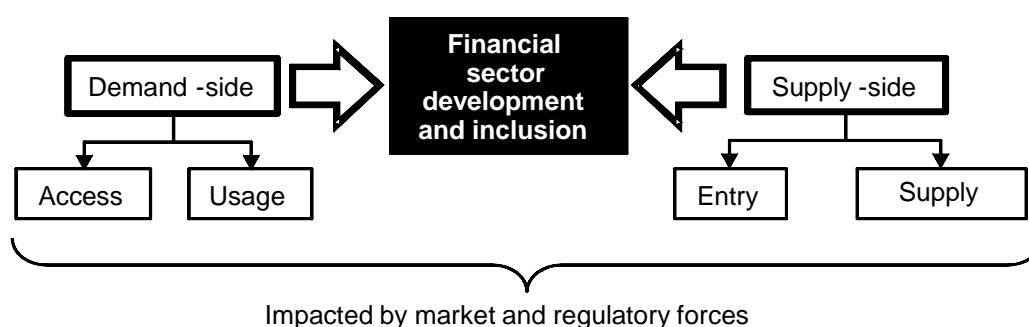 Financial
sector
development
and inclusion
Demand -side
Supply -side
Access
Usage
Entry
Supply
Impacted by market and regulatory forces